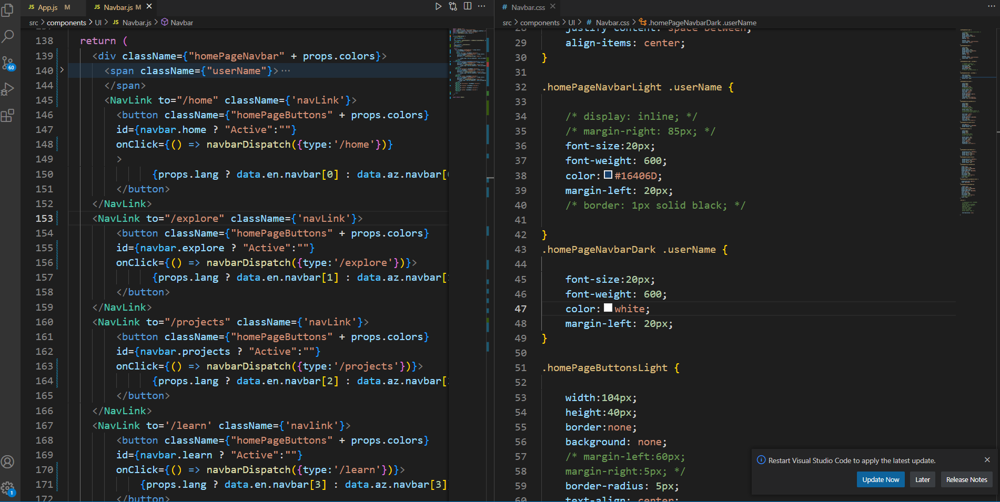 JS App.js M
JS Navbar.js M
src > components > UI > JS Navbar.js > Navbar
138 return (
139 <div className={"homePageNavbar" + props.colors}>
140 <span className={"userName"}>···
144 </span>
145 <NavLink to="/home" className={'navLink'}>
146 <button className={"homePageButtons" + props.colors}
147 id={navbar.home ? "Active":""}
148 onClick={() => navbarDispatch({type:'/home'})}
149 >
150 {props.lang ? data.en.navbar[0] : data.az.navbar[
151 </button>
152 </NavLink>
153 <NavLink to="/explore" className={'navLink'}>
154 <button className={"homePageButtons" + props.colors}
155 id={navbar.explore ? "Active":""}
156 onClick={() => navbarDispatch({type:'/explore'})}>
157 {props.lang ? data.en.navbar[1] : data.az.navbar[
158 </button>
159 </NavLink>
160 <NavLink to="/projects" className={'navLink'}>
161 <button className={"homePageButtons" + props.colors}
162 id={navbar.projects ? "Active":""}
163 onClick={() => navbarDispatch({type:'/projects'})}>
164 {props.lang ? data.en.navbar[2] : data.az.navbar[
165 </button>
166 </NavLink>
167 <NavLink to='/learn' className={'navlink'}>
168 <button className={"homePageButtons" + props.colors}
169 id={navbar.learn ? "Active":""}
170 onClick={() => navbarDispatch({type:'/learn'})}>
171 {props.lang ? data.en.navbar[3] : data.az.navbar[3]
172 </button>
60
1
# Navbar.css
src > components > UI > # Navbar.css > .homePageNavbarDark .userName
28 justify-content: space-between;
29 align-items: center;
30 }
31
32 .homePageNavbarLight .userName {
33
34 /* display: inline; */
35 /* margin-right: 85px; */
36 font-size:20px;
37 font-weight: 600;
38 color: #16406D;
39 margin-left: 20px;
40 /* border: 1px solid black; */
41
42 }
43 .homePageNavbarDark .userName {
44
45 font-size:20px;
46 font-weight: 600;
47 color: white;
48 margin-left: 20px;
49 }
50
51 .homePageButtonsLight {
52
53 width:104px;
54 height:40px;
55 border:none;
56 background: none;
57 /* margin-left:60px;
58 margin-right:5px; */
59 border-radius: 5px;
60 text-align: center;
Restart Visual Studio Code to apply the latest update.
Update Now
Later
Release Notes